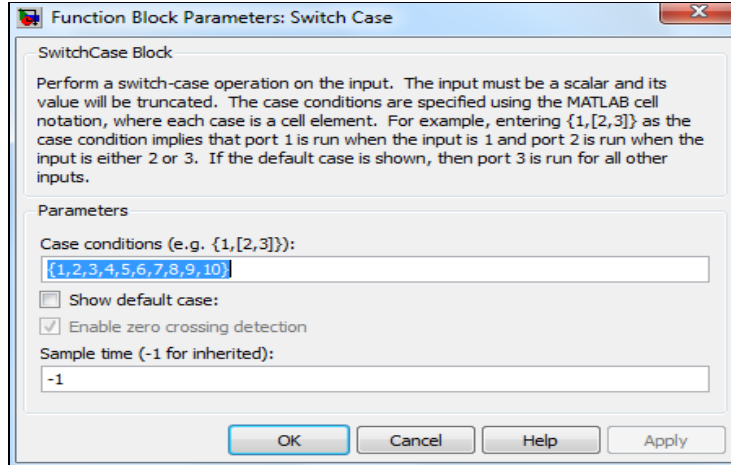 Function Block Parameters: Switch Case
SwitchCase Block
Perform a switch-case operation on the input. The input must be a scalar and its
value will be truncated. The case conditions are specified using the MATLAB cell
notation, where each case is a cell element. For example, entering {1,[2,3]} as the
case condition implies that port 1 is run when the input is 1 and port 2 is run when the
input is either 2 or 3. If the default case is shown, then port 3 is run for all other
inputs.
Parameters
Case conditions (e.g. {1,[2,3]}):
{1,2,3,4,5,6,7,8,9,10}
Show default case:
Enable zero crossing detection
Sample time (-1 for inherited):
-1
OK Cancel Help Apply